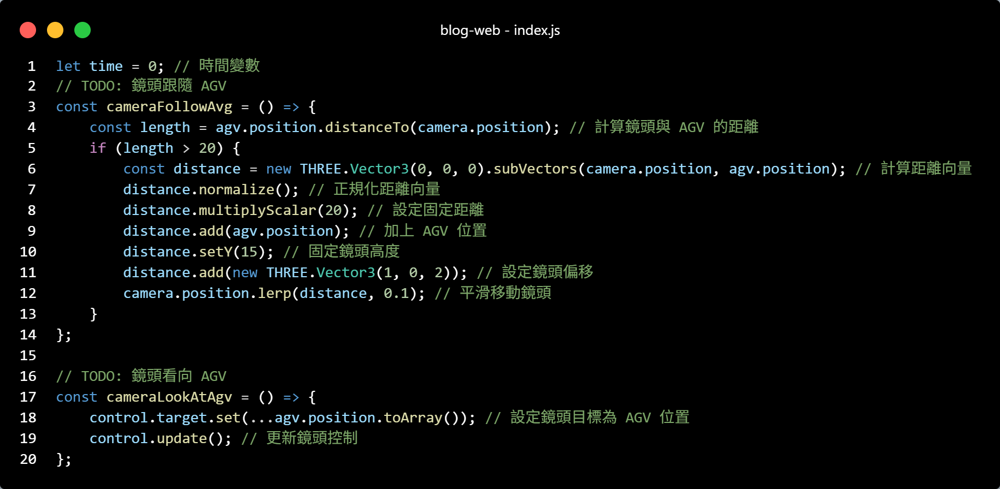 blog-web - index.js
1 let time = 0; // 時間變數
2 // TODO: 鏡頭跟隨 AGV
3 const cameraFollowAvg = () => {
4     const length = agv.position.distanceTo(camera.position); // 計算鏡頭與 AGV 的距離
5     if (length > 20) {
6         const distance = new THREE.Vector3(0, 0, 0).subVectors(camera.position, agv.position); // 計算距離向量
7         distance.normalize(); // 正規化距離向量
8         distance.multiplyScalar(20); // 設定固定距離
9         distance.add(agv.position); // 加上 AGV 位置
10         distance.setY(15); // 固定鏡頭高度
11         distance.add(new THREE.Vector3(1, 0, 2)); // 設定鏡頭偏移
12         camera.position.lerp(distance, 0.1); // 平滑移動鏡頭
13     }
14 };
15
16 // TODO: 鏡頭看向 AGV
17 const cameraLookAtAgv = () => {
18     control.target.set(...agv.position.toArray()); // 設定鏡頭目標為 AGV 位置
19     control.update(); // 更新鏡頭控制
20 };